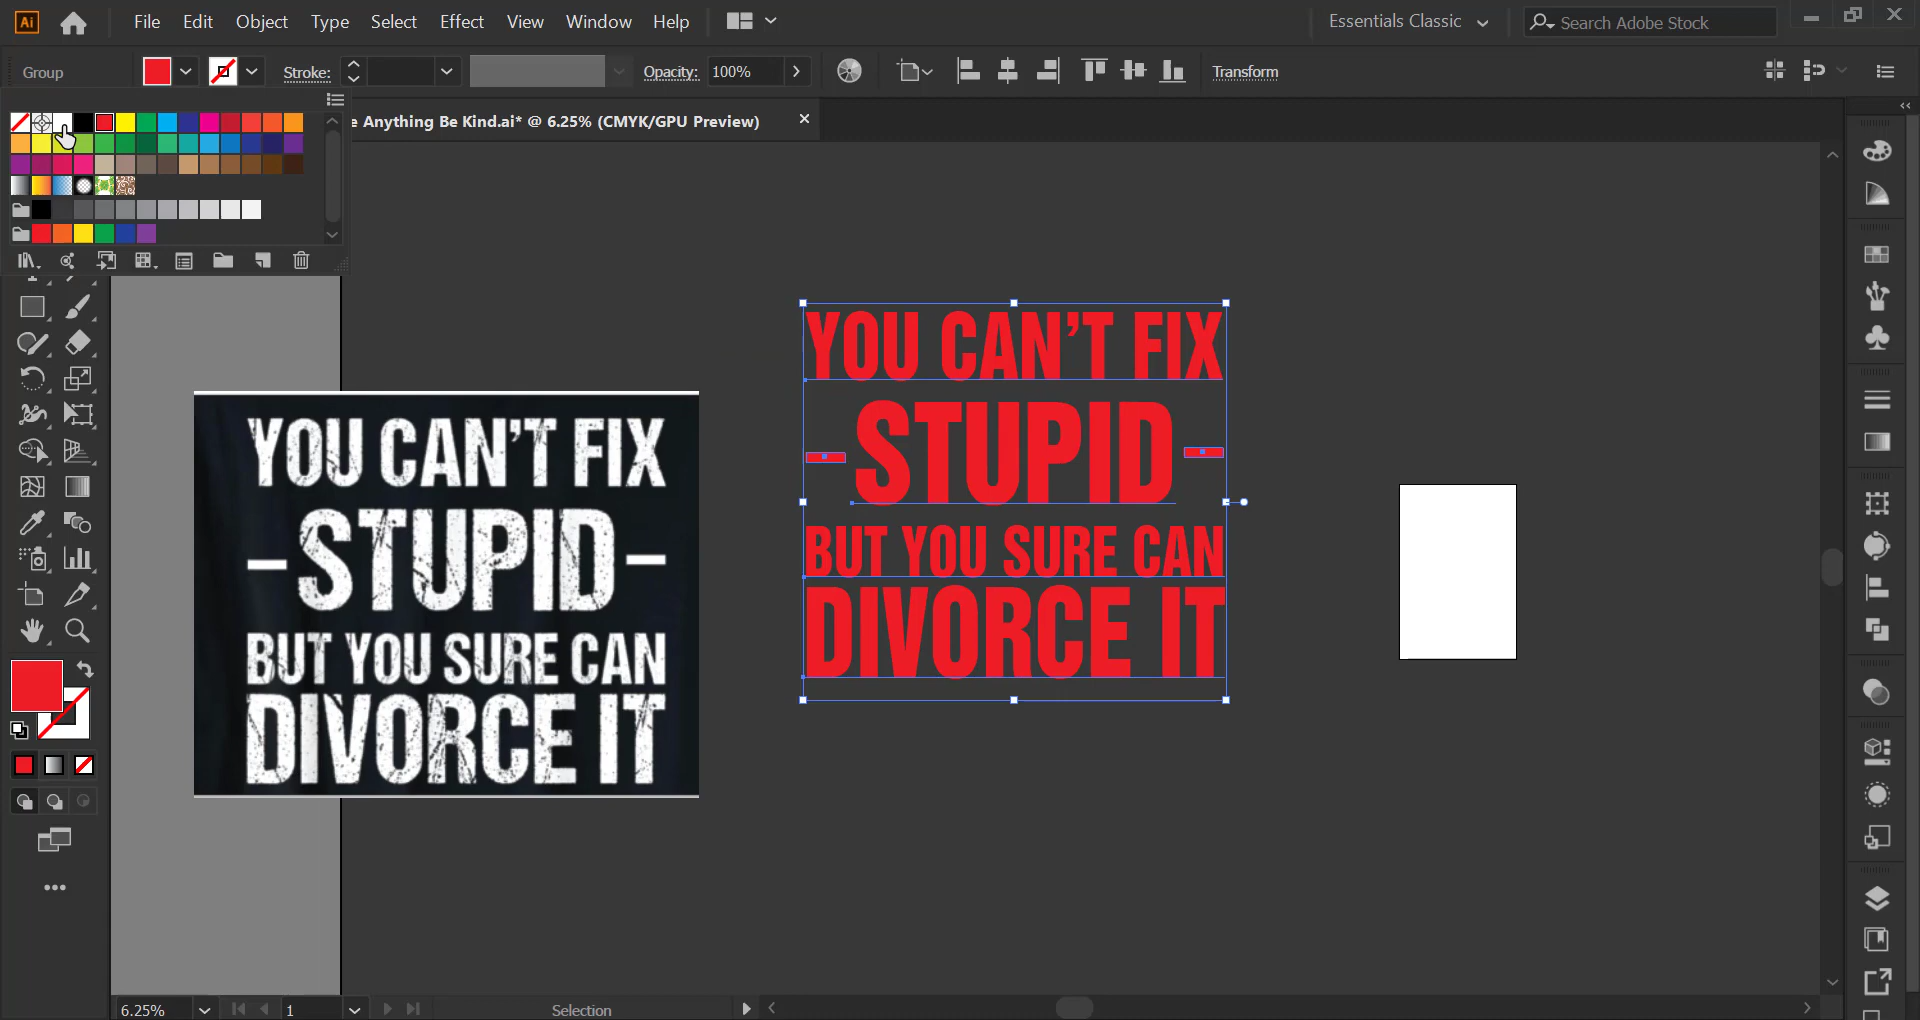 Ai File Edit Object Type Select Effect View Window Help Essentials Classic Search Adobe Stock
Group Stroke: Opacity: 100% Transform
e Anything Be Kind.ai* @ 6.25% (CMYK/GPU Preview)
YOU CAN'T FIX
-STUPID-
BUT YOU SURE CAN
DIVORCE IT
YOU CAN’T FIX
STUPID
BUT YOU SURE CAN
DIVORCE IT
6.25% 1 Selection